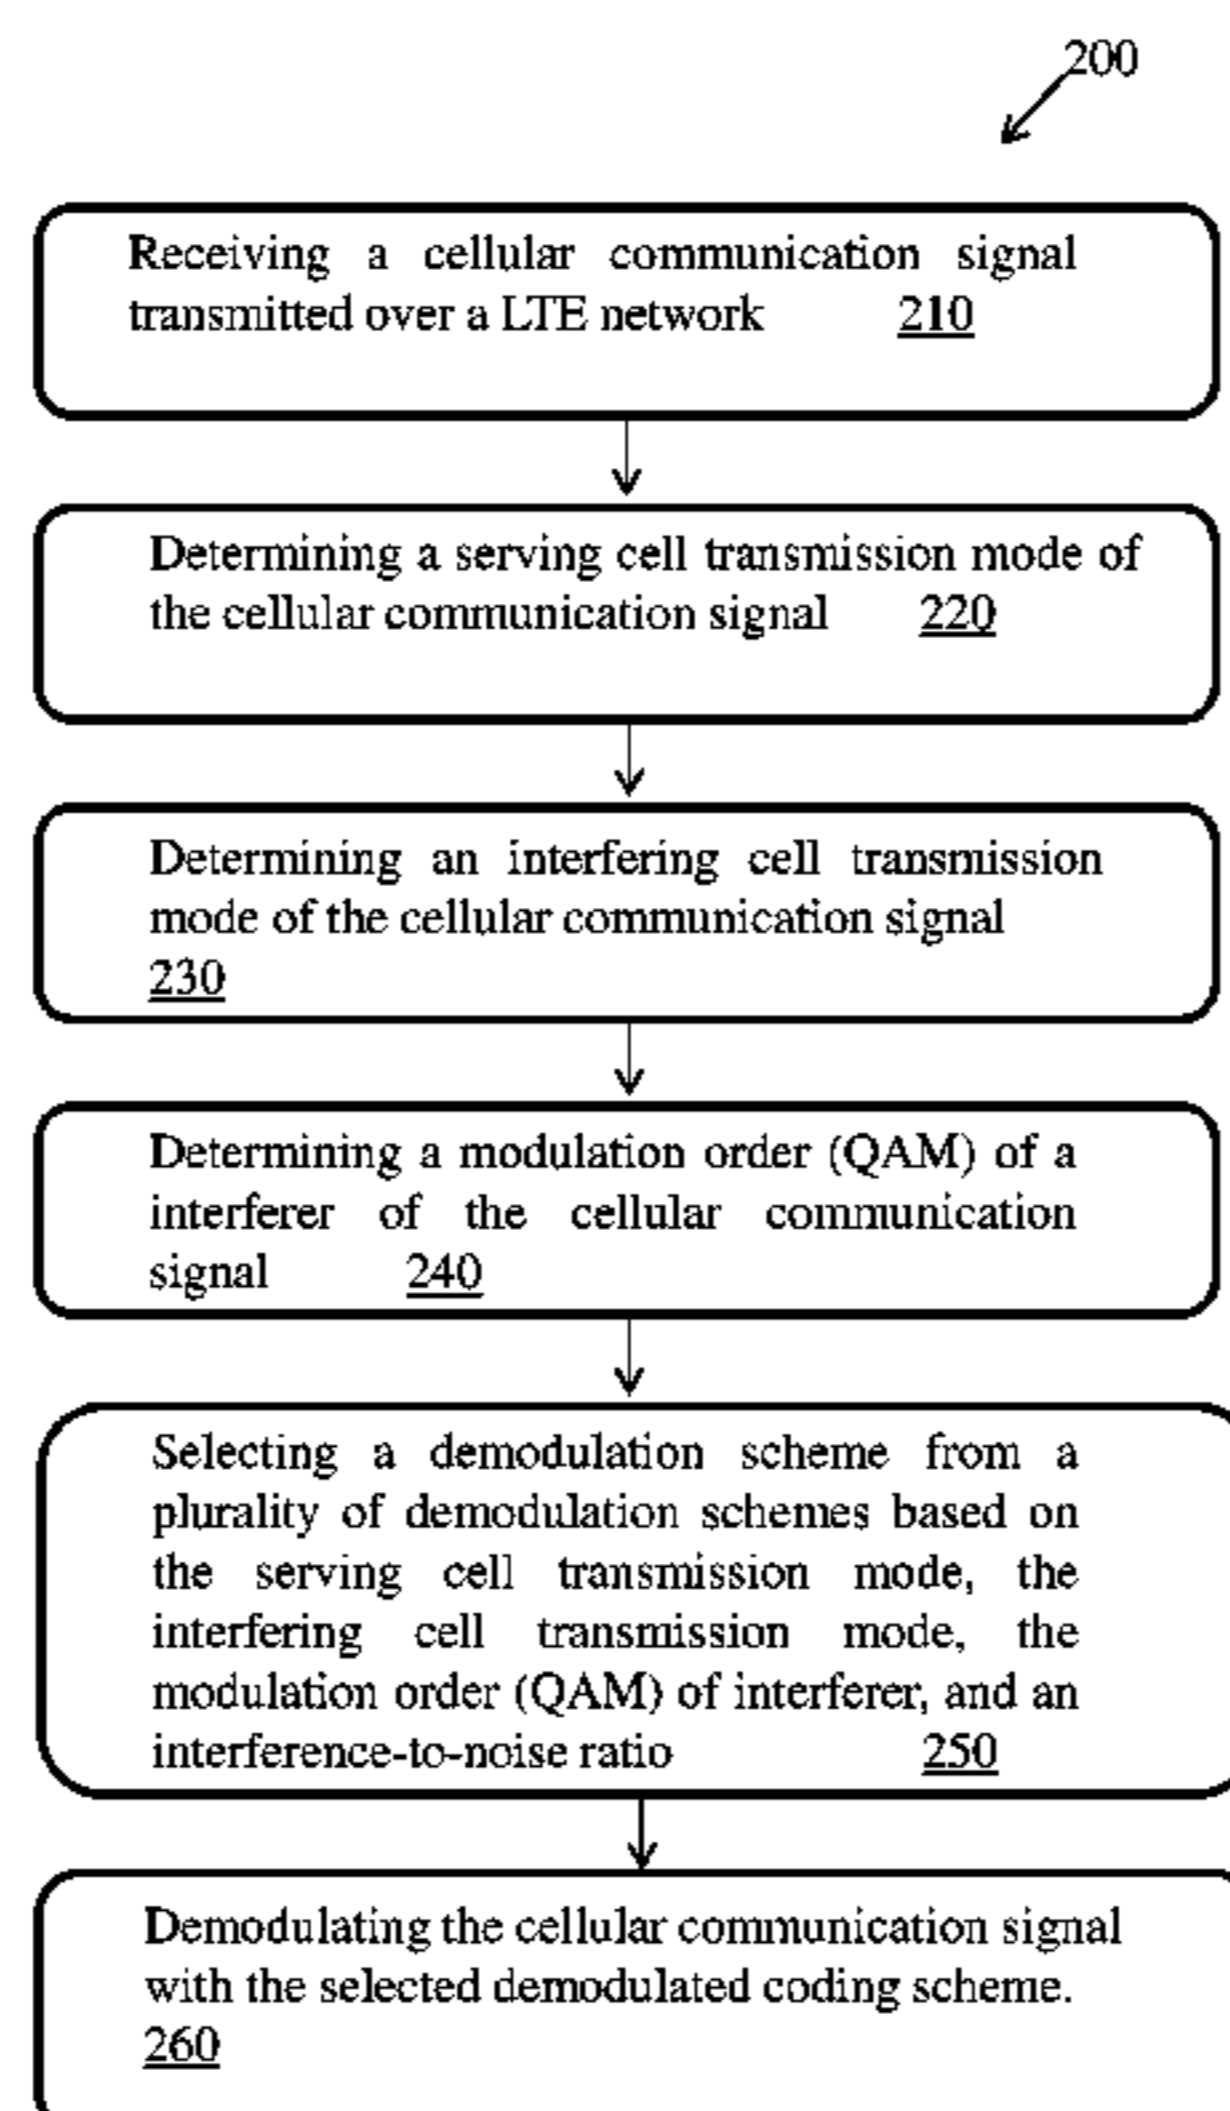 200
Receiving a cellular communication signal
transmitted over a LTE network 210
Determining a serving cell transmission mode of
the cellular communication signal 220
Determining an interfering cell transmission
mode of the cellular communication signal
230
Determining a modulation order (QAM) of a
interferer of the cellular communication
signal 240
Selecting a demodulation scheme from a
plurality of demodulation schemes based on
the serving cell transmission mode, the
interfering cell transmission mode, the
modulation order (QAM) of interferer, and an
interference-to-noise ratio 250
Demodulating the cellular communication signal
with the selected demodulated coding scheme.
260